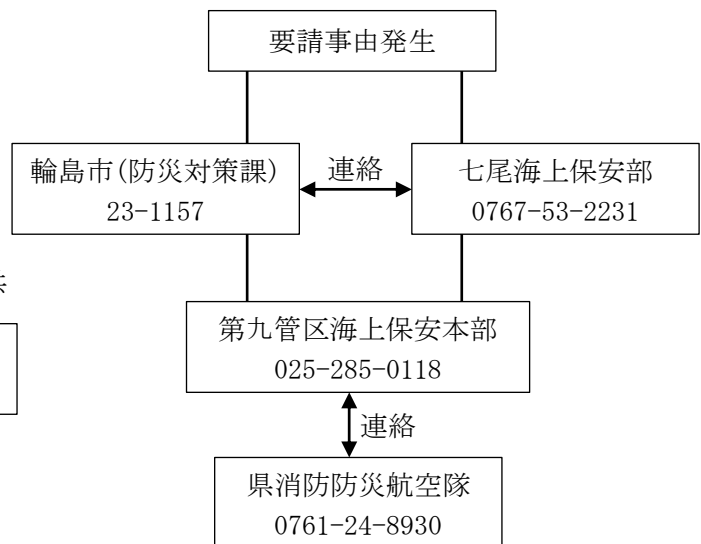 要請事由発生
輪島市(防災対策課)
23-1157
連絡
七尾海上保安部
0767-53-2231
第九管区海上保安本部
025-285-0118
連絡
県消防防災航空隊
0761-24-8930